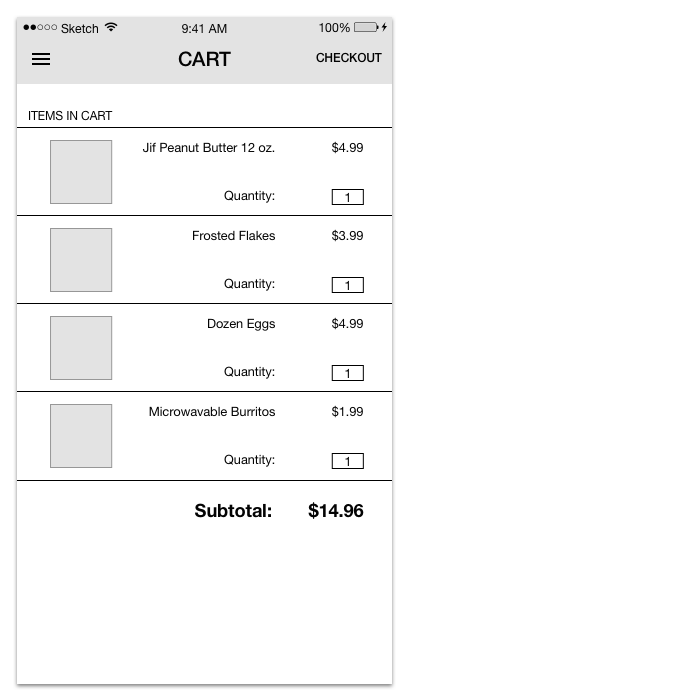 Sketch 9:41 AM 100%
CART CHECKOUT
ITEMS IN CART
Jif Peanut Butter 12 oz. $4.99
Quantity: 1
Frosted Flakes $3.99
Quantity: 1
Dozen Eggs $4.99
Quantity: 1
Microwavable Burritos $1.99
Quantity: 1
Subtotal: $14.96